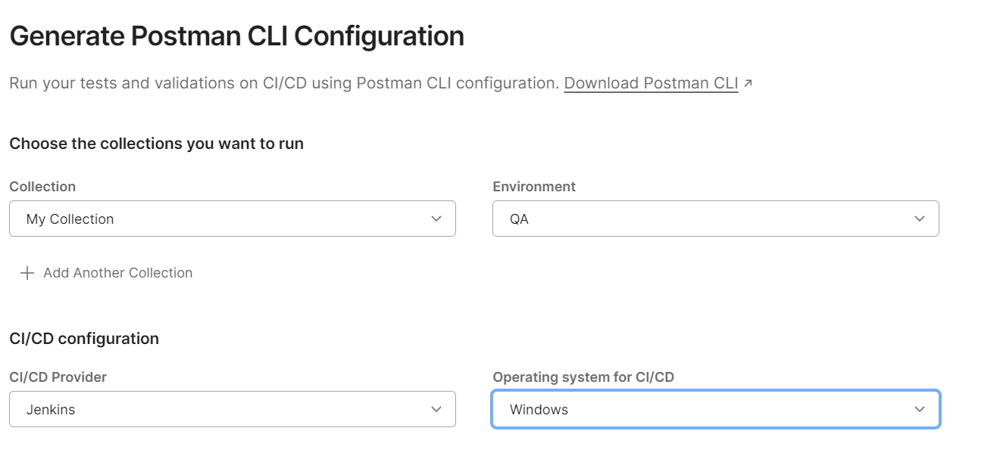 Generate Postman CLI Configuration
Run your tests and validations on CI/CD using Postman CLI configuration. Download Postman CLI ↗
Choose the collections you want to run
Collection
Environment
My Collection
QA
+ Add Another Collection
CI/CD configuration
CI/CD Provider
Operating system for CI/CD
Jenkins
Windows